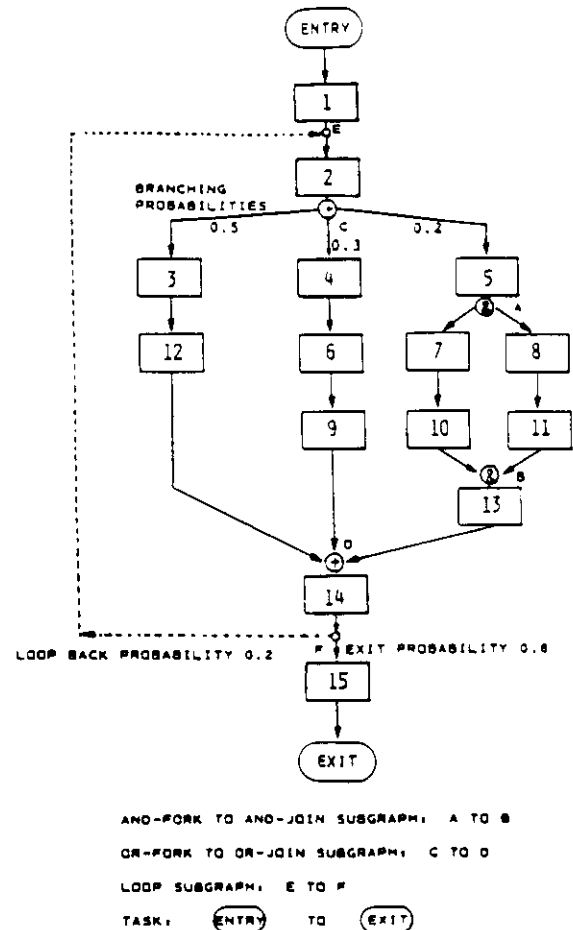 ENTRY
1
E
2
BRANCHING
PROBABILITIES
0.5
C
0.3
0.2
3
4
5
& A
12
6
7
8
9
10
11
& B
13
D
+
14
LOOP BACK PROBABILITY 0.2
F EXIT PROBABILITY 0.8
15
EXIT
AND-FORK TO AND-JOIN SUBGRAPH: A TO B
OR-FORK TO OR-JOIN SUBGRAPH: C TO D
LOOP SUBGRAPH: E TO F
TASK: ENTRY TO EXIT